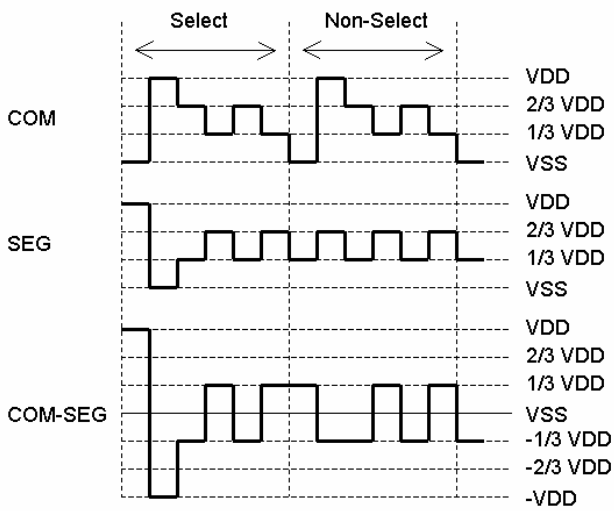 Select
Non-Select
COM
VDD
2/3 VDD
1/3 VDD
VSS
SEG
VDD
2/3 VDD
1/3 VDD
VSS
COM-SEG
VDD
2/3 VDD
1/3 VDD
VSS
-1/3 VDD
-2/3 VDD
-VDD